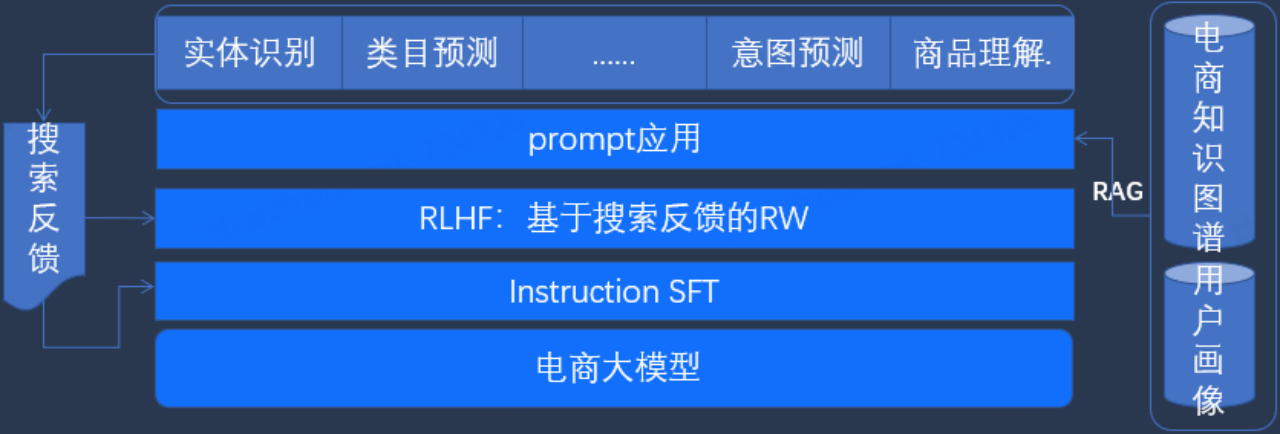 实体识别
类目预测
......
意图预测
商品理解.
prompt应用
RLHF：基于搜索反馈的RW
Instruction SFT
电商大模型
搜索反馈
RAG
电商知识图谱
用户画像